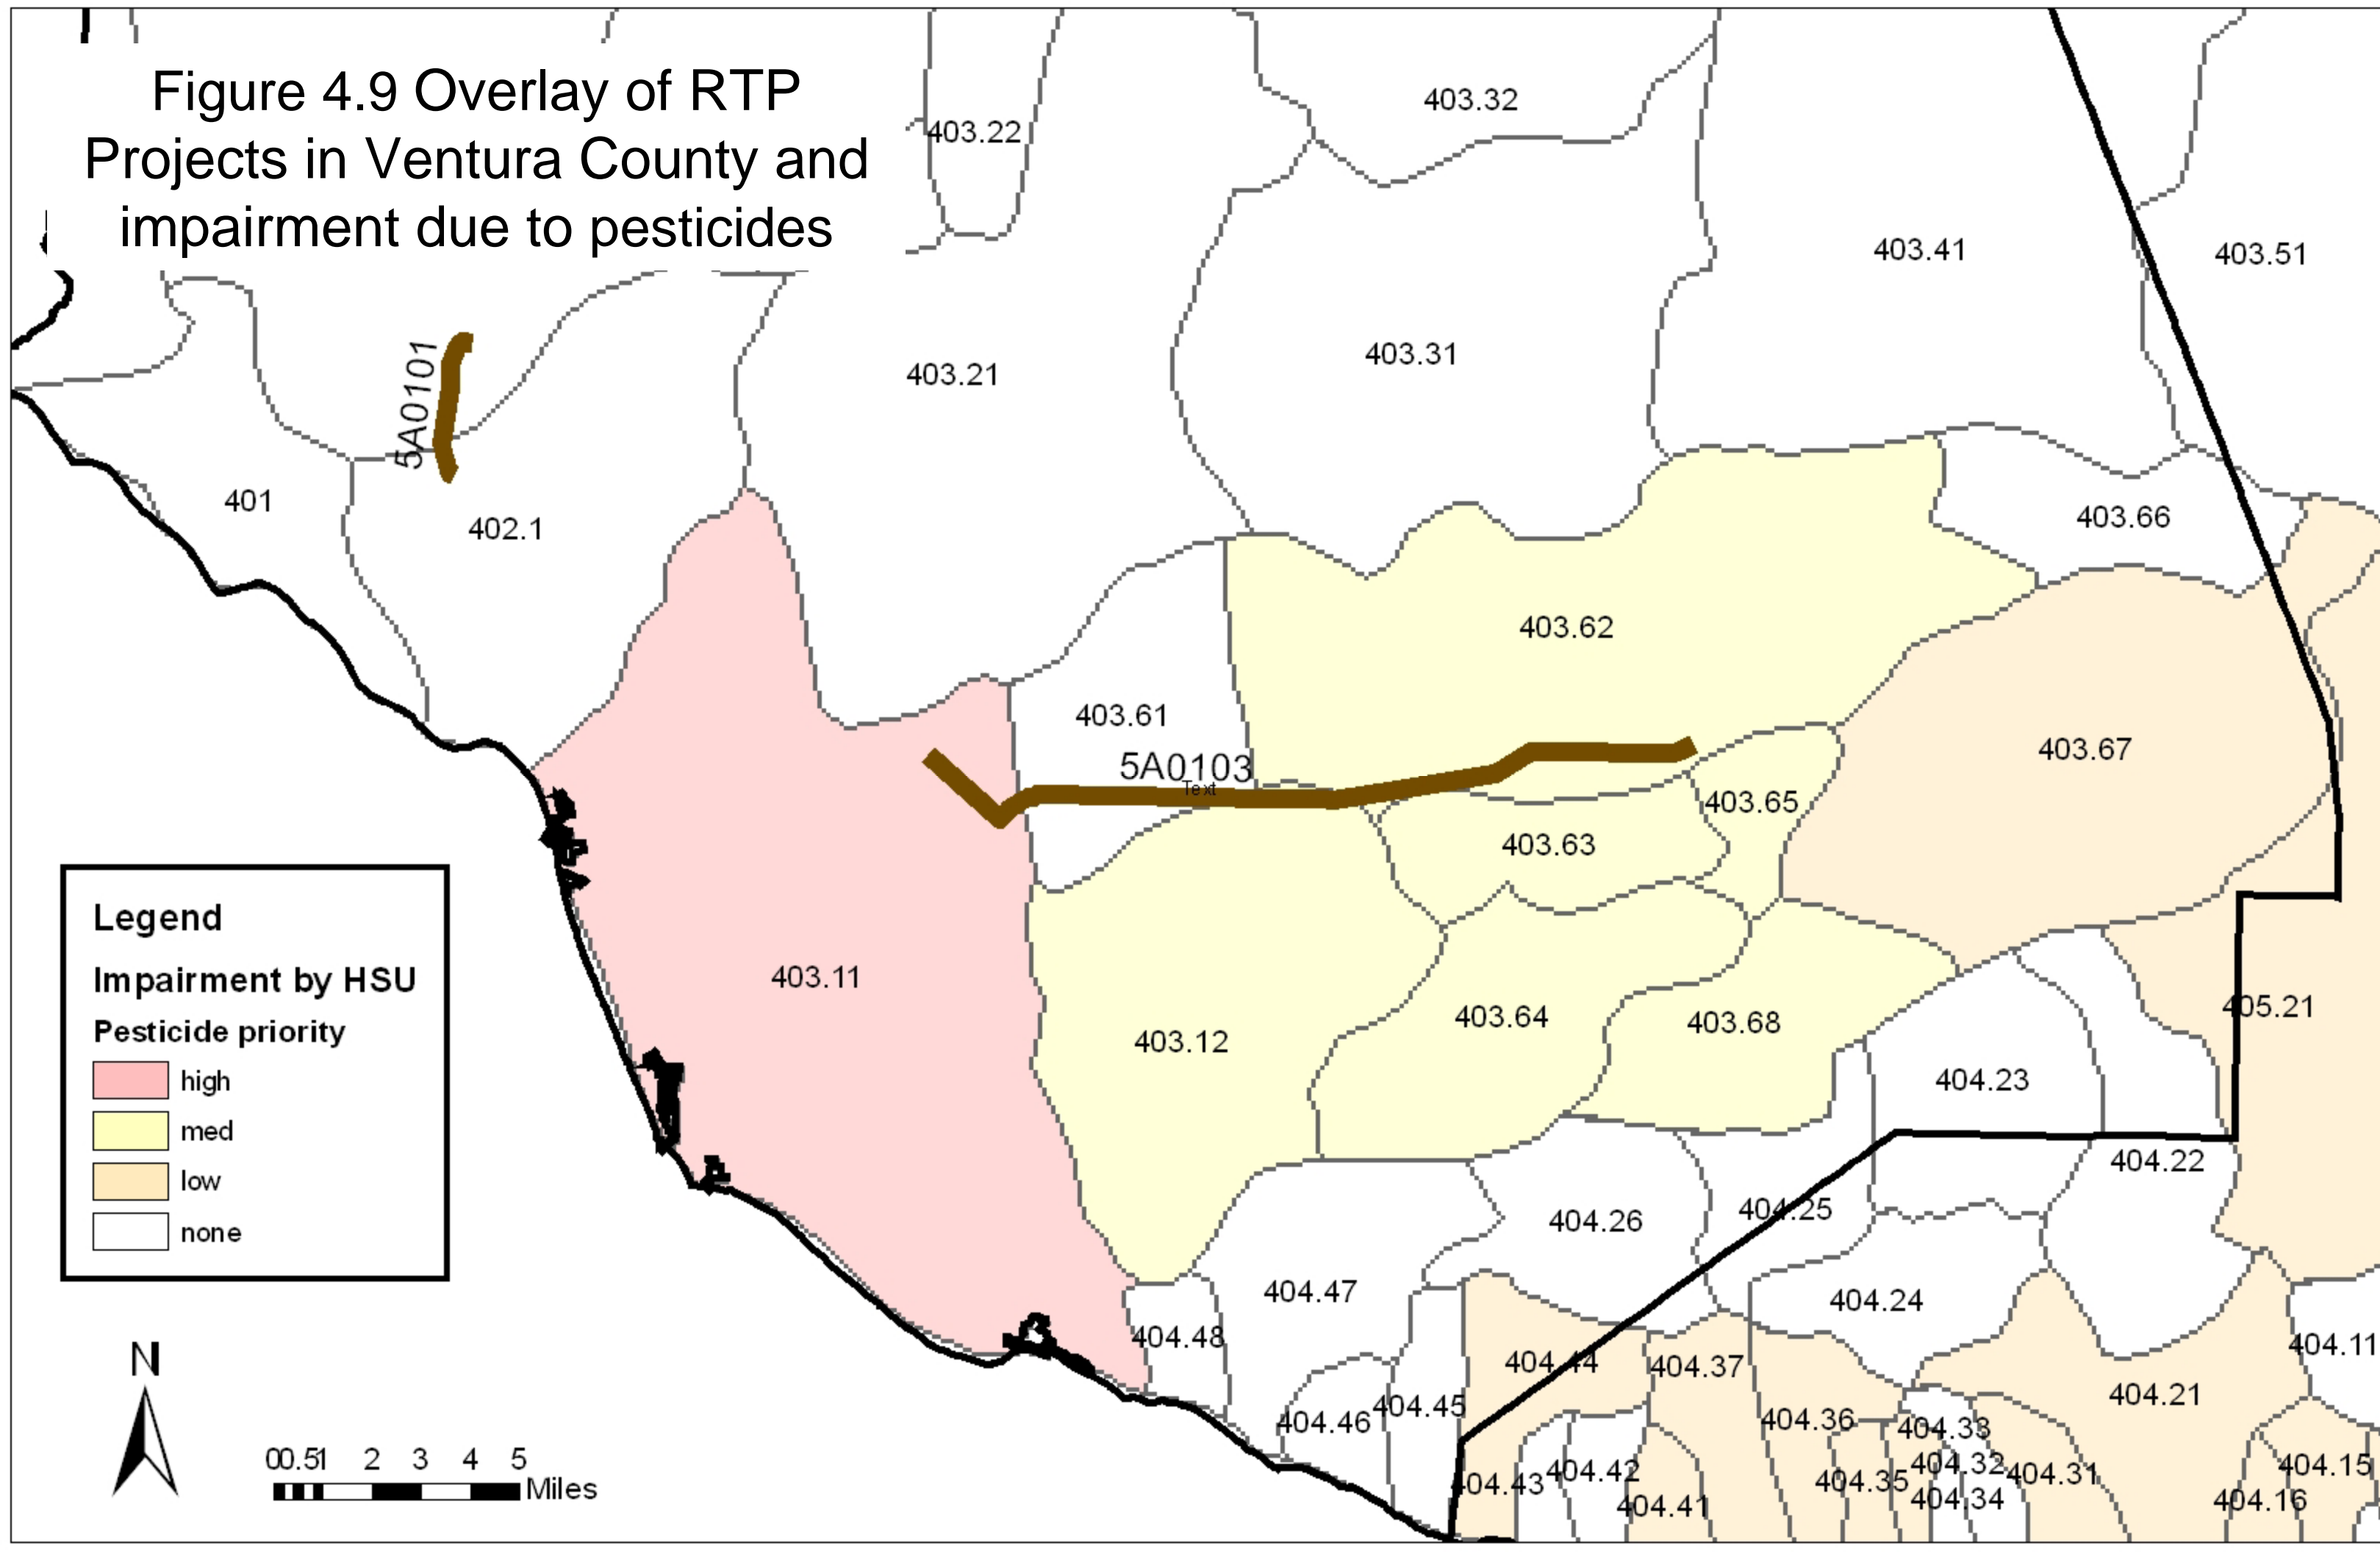 Figure 4.9 Overlay of RTP
Projects in Ventura County and
impairment due to pesticides
403.22
403.32
403.41
403.51
403.21
403.31
5A0101
401
402.1
403.66
403.62
403.61
403.67
5A0103
Text
403.65
403.63
403.11
403.12
403.64
403.68
405.21
404.23
404.22
404.26
404.25
404.47
404.24
404.48
404.11
404.44
404.37
404.21
404.46
404.45
404.36
404.33
404.43
404.42
404.41
404.35
404.32
404.34
404.31
404.15
404.16
Legend
Impairment by HSU
Pesticide priority
high
med
low
none
N
0 0.5 1 2 3 4 5
Miles